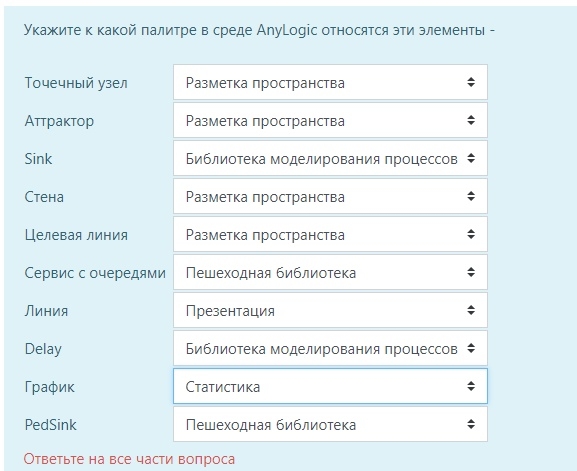 Укажите к какой палитре в среде AnyLogic относятся эти элементы -
Точечный узел Разметка пространства
Аттрактор Разметка пространства
Sink Библиотека моделирования процессов
Стена Разметка пространства
Целевая линия Разметка пространства
Сервис с очередями Пешеходная библиотека
Линия Презентация
Delay Библиотека моделирования процессов
График Статистика
PedSink Пешеходная библиотека
Ответьте на все части вопроса